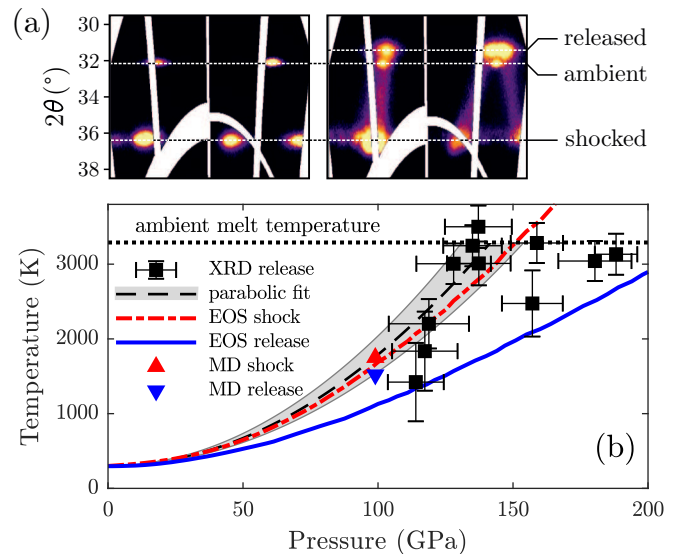 (a)
30
32
34
36
38
2θ(°)
released
ambient
shocked
ambient melt temperature
XRD release
parabolic fit
EOS shock
EOS release
MD shock
MD release
(b)
3000
2000
1000
0
Temperature (K)
0 50 100 150 200
Pressure (GPa)